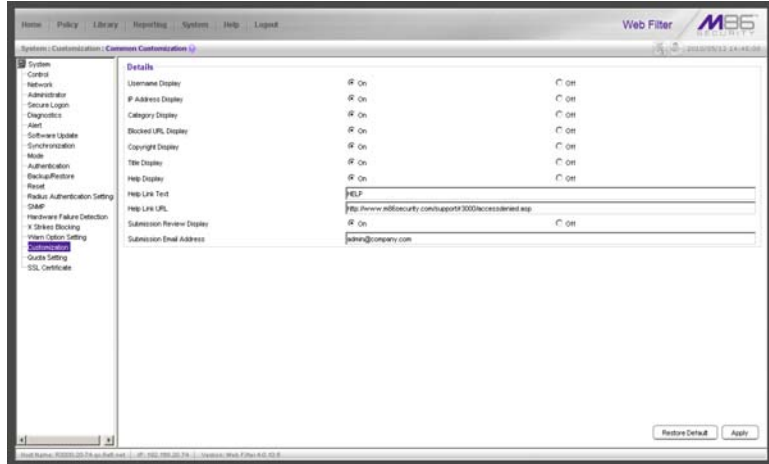 Home Policy Library Reporting System Help Logout
Web Filter
M86 SECURITY
System : Customization : Common Customization
System
Control
Network
Administrator
Secure Logon
Diagnostics
Alert
Software Update
Synchronization
Mode
Authentication
Backup/Restore
Reset
Radius Authentication Setting
SNMP
Hardware Failure Detection
X Strikes Blocking
Warn Option Setting
Customization
Quota Setting
SSL Certificate
Details
Username Display On Off
IP Address Display On Off
Category Display On Off
Blocked URL Display On Off
Copyright Display On Off
Title Display On Off
Help Display On Off
Help Link Text HELP
Help Link URL http://www.m86security.com/support/r3000/accessdenied.asp
Submission Review Display On Off
Submission Email Address admin@company.com
Restore Default Apply